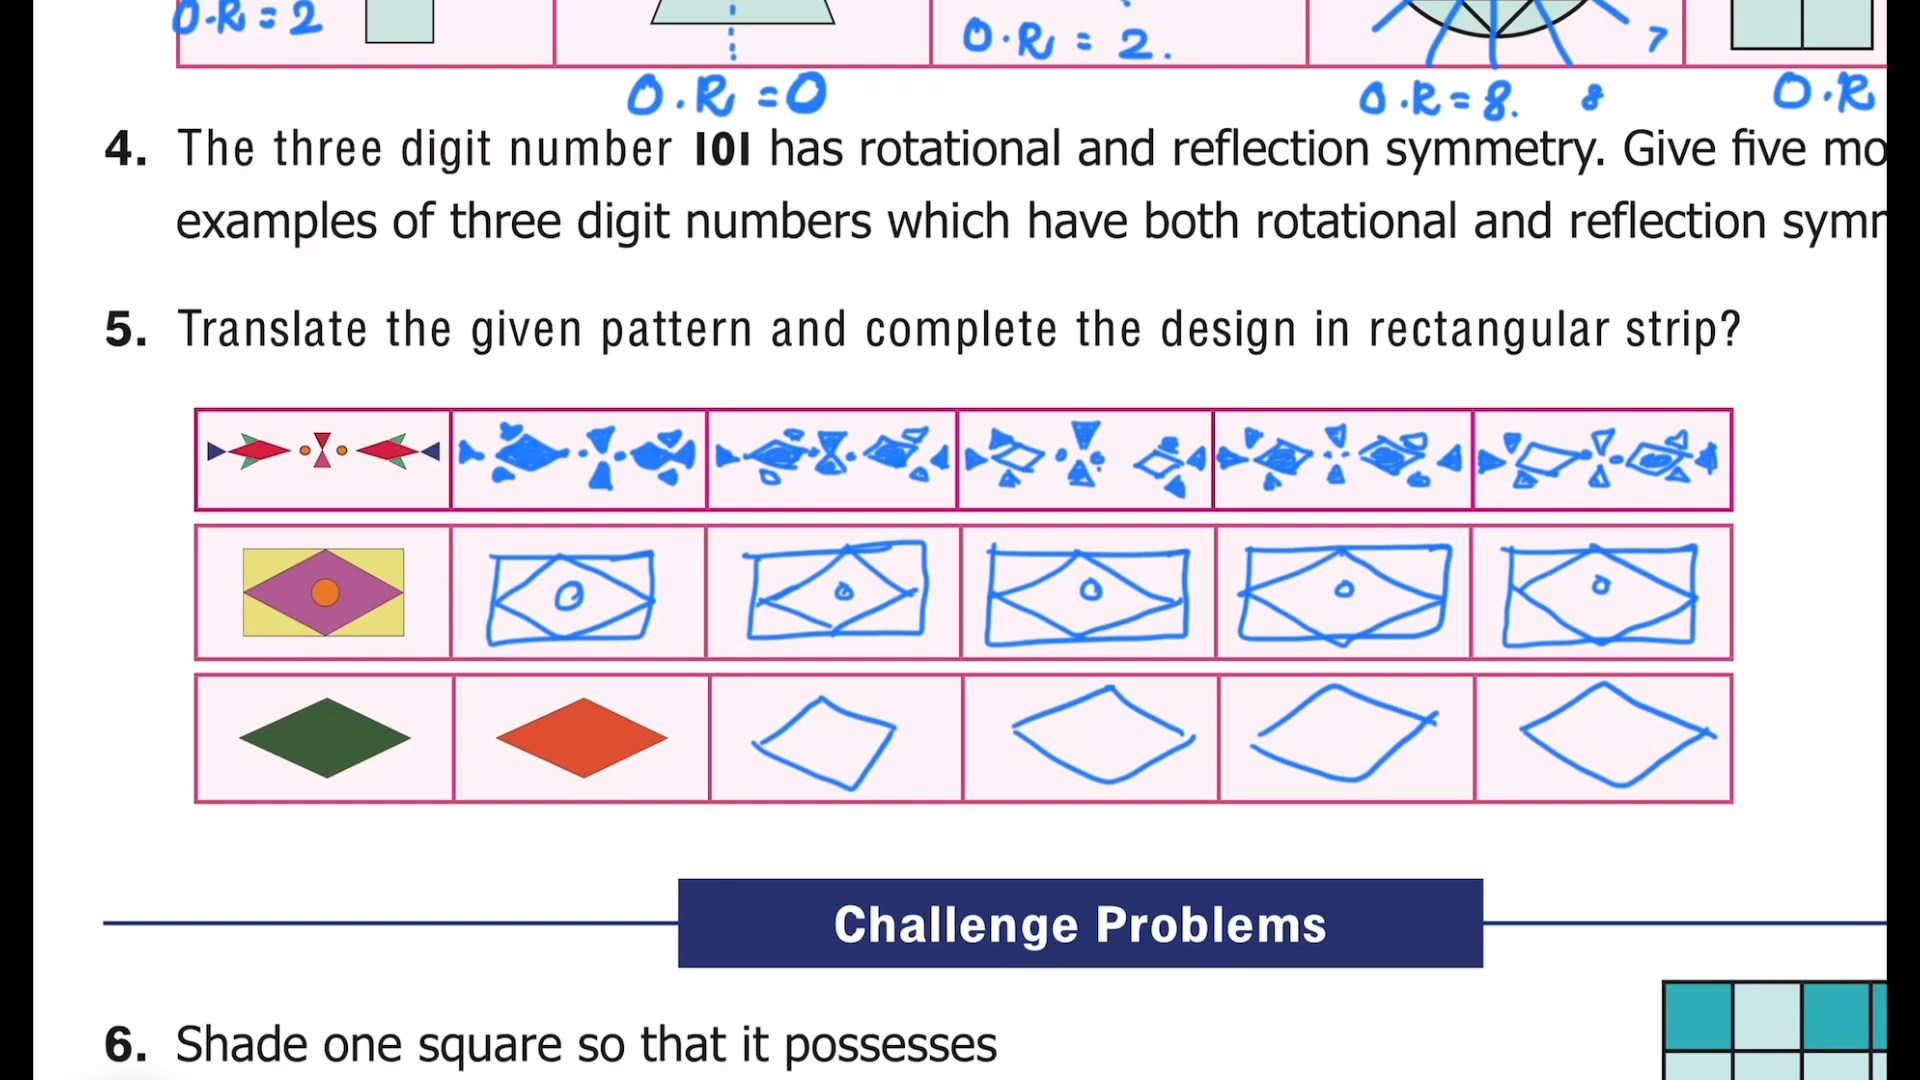 O.R = 2
O.R = 2.
7
O.R = 0
O.R = 8. 8
O.R
4. The three digit number 101 has rotational and reflection symmetry. Give five mo
examples of three digit numbers which have both rotational and reflection symm
5. Translate the given pattern and complete the design in rectangular strip?
Challenge Problems
6. Shade one square so that it possesses